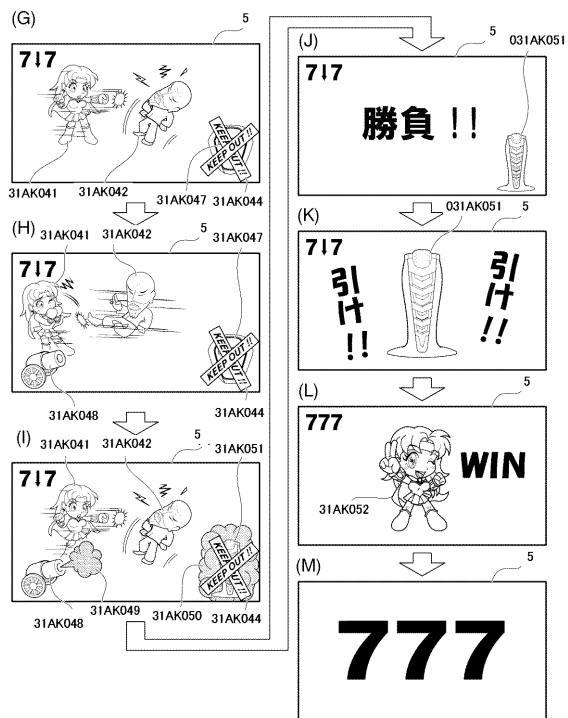 (G)
5
7↓7
KEEP OUT!!
KEEP OUT!!
31AK041
31AK042
31AK047
31AK044
(H)
31AK041
31AK042
5
31AK047
7↓7
KEEP OUT!!
31AK048
31AK044
(I)
31AK041
31AK042
5
31AK051
7↓7
KEEP OUT!!
31AK049
31AK050
31AK048
31AK044
(J)
5
031AK051
7↓7
勝負!!
(K)
031AK051
5
7↓7
引け!!
引け!!
(L)
5
777
WIN
31AK052
(M)
5
777